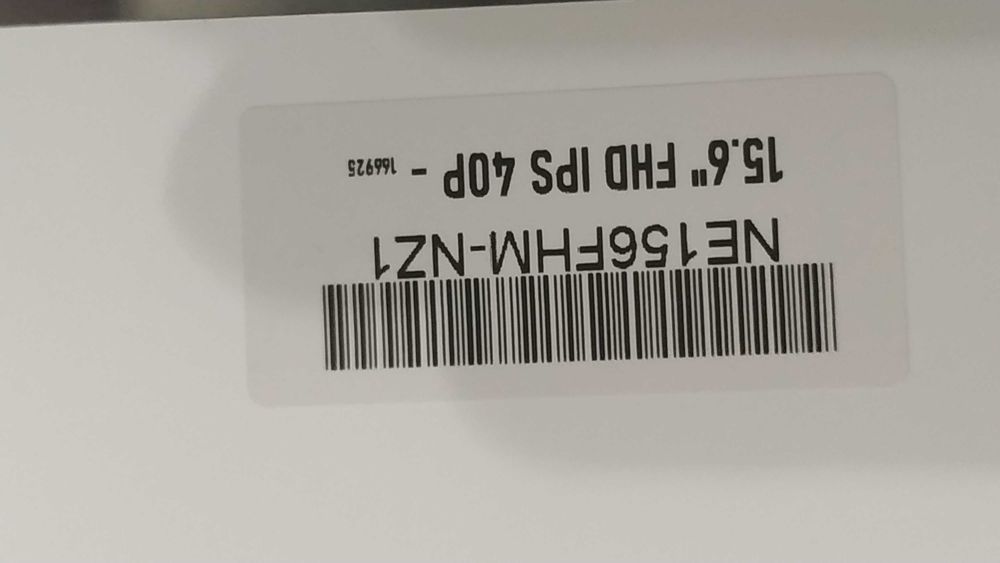 NE156FHM-NZ1
15.6" FHD IPS 40P - 166925